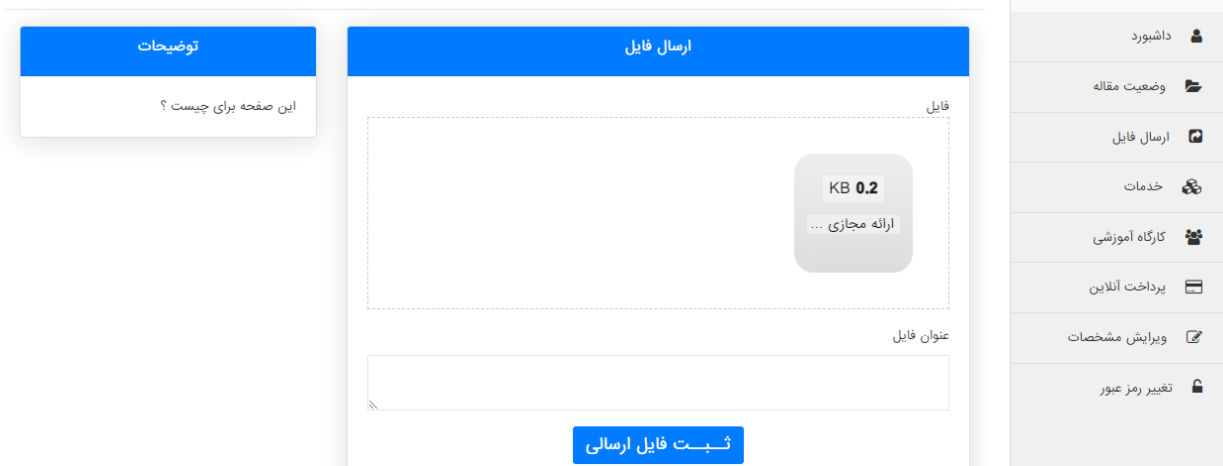 داشبورد
وضعیت مقاله
ارسال فایل
خدمات
کارگاه آموزشی
پرداخت آنلاین
ویرایش مشخصات
تغییر رمز عبور
ارسال فایل
فایل
0.2 KB
ارائه مجازی ...
عنوان فایل
ثــبــت فایل ارسالی
توضیحات
این صفحه برای چیست ؟